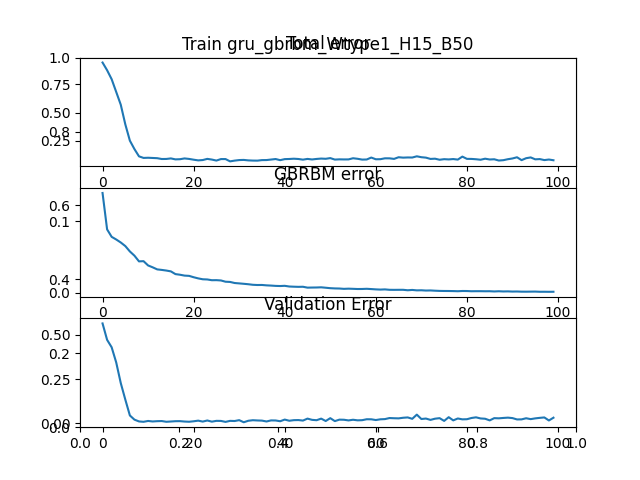 Train gru_gbrbm_Wtype1_H15_B50
Total error
1.0
0.75
0.50
0.8
0.25
0 20 40 60 80 100
GBRBM error
0.6
0.1
0.4
0.0
0 20 40 60 80 100
Validation Error
0.50
0.2
0.25
0.00
0.0
0.0 0 0.2 20 0.4 40 0.6 60 0.8 80 100 1.0